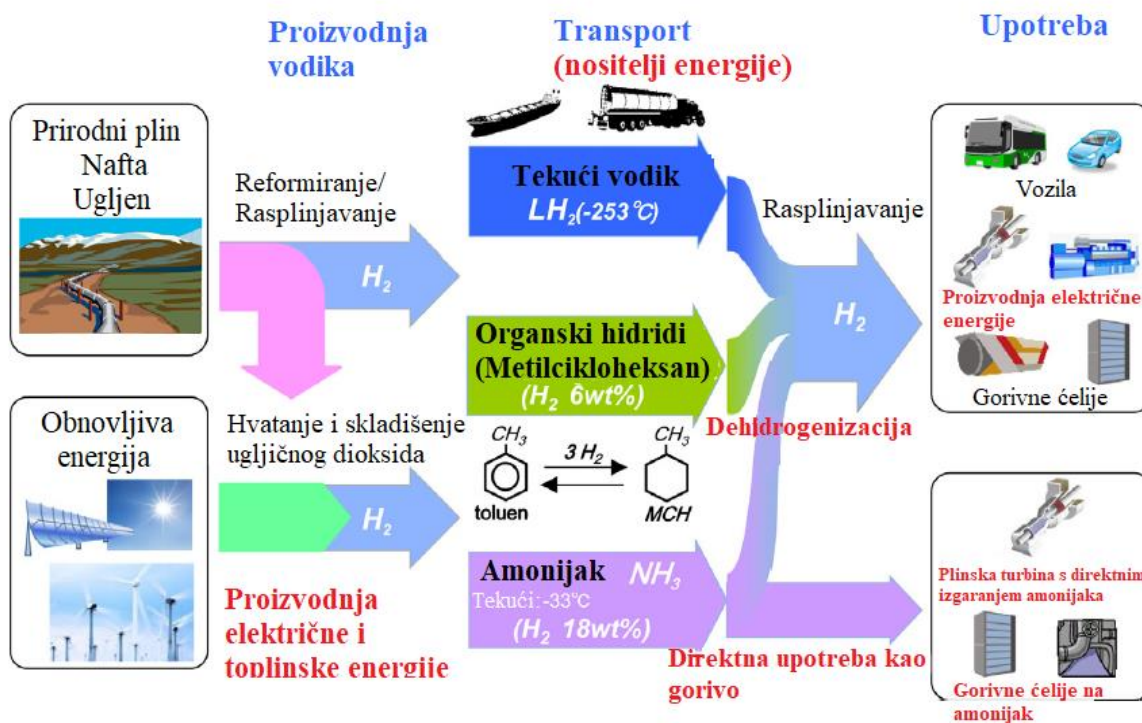 Proizvodnja
vodika
Transport
(nositelji energije)
Upotreba
Prirodni plin
Nafta
Ugljen
Reformiranje/
Rasplinjavanje
H₂
Tekući vodik
LH₂(-253°C)
Rasplinjavanje
H₂
Vozila
Proizvodnja električne
energije
Gorivne ćelije
Organski hidridi
(Metilcikloheksan)
(H₂ 6wt%)
Dehidrogenizacija
Obnovljiva
energija
Hvatanje i skladišenje
ugljičnog dioksida
H₂
CH₃
toluen
3 H₂
CH₃
MCH
Proizvodnja
električne i
toplinske energije
Amonijak NH₃
Tekući:-33°C
(H₂ 18wt%)
Direktna upotreba kao
gorivo
Plinska turbina s direktnim
izgaranjem amonijaka
Gorivne ćelije na
amonijak